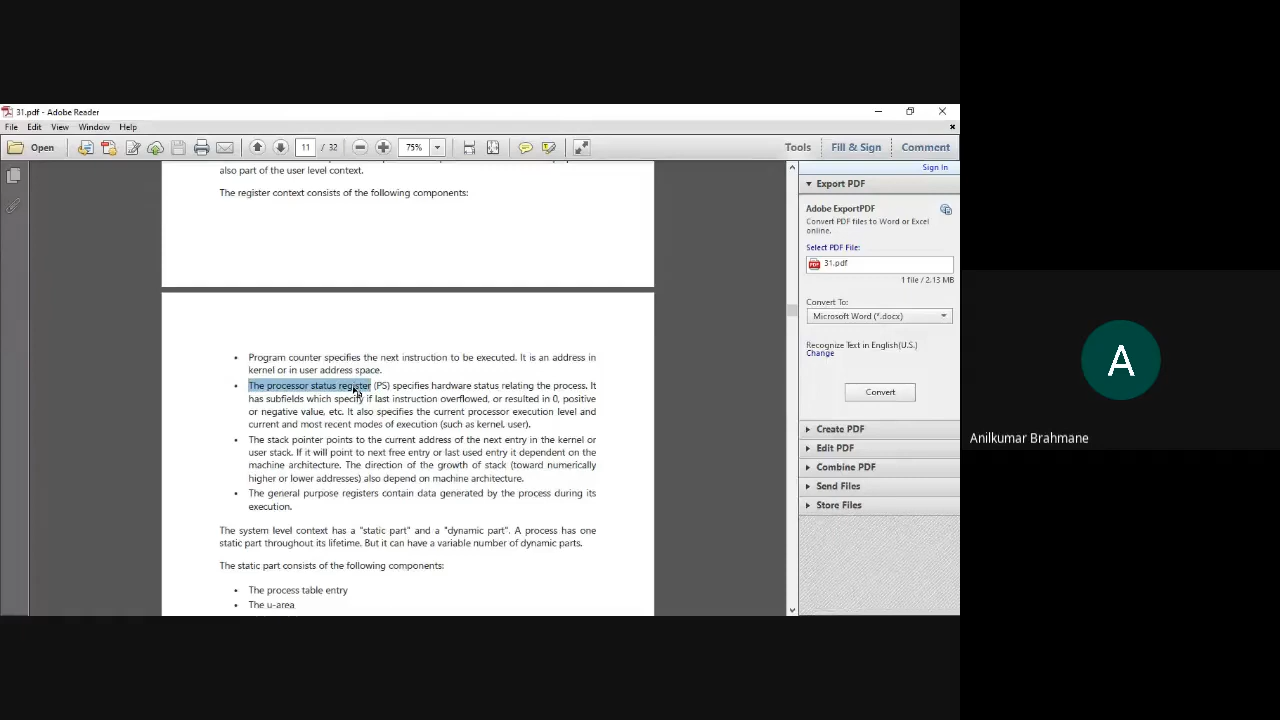 31.pdf - Adobe Reader
File Edit View Window Help
Open 11 / 32 75% Tools Fill & Sign Comment
also part of the user level context.
The register context consists of the following components:
• Program counter specifies the next instruction to be executed. It is an address in
kernel or in user address space.
• The processor status register (PS) specifies hardware status relating the process. It
has subfields which specify if last instruction overflowed, or resulted in 0, positive
or negative value, etc. It also specifies the current processor execution level and
current and most recent modes of execution (such as kernel, user).
• The stack pointer points to the current address of the next entry in the kernel or
user stack. If it will point to next free entry or last used entry it dependent on the
machine architecture. The direction of the growth of stack (toward numerically
higher or lower addresses) also depend on machine architecture.
• The general purpose registers contain data generated by the process during its
execution.
The system level context has a "static part" and a "dynamic part". A process has one
static part throughout its lifetime. But it can have a variable number of dynamic parts.
The static part consists of the following components:
• The process table entry
• The u-area
Sign In
Export PDF
Adobe ExportPDF
Convert PDF files to Word or Excel
online.
Select PDF File:
31.pdf
1 file / 2.13 MB
Convert To:
Microsoft Word (*.docx)
Recognize Text in English(U.S.)
Change
Convert
Create PDF
Edit PDF
Combine PDF
Send Files
Store Files
A
Anilkumar Brahmane